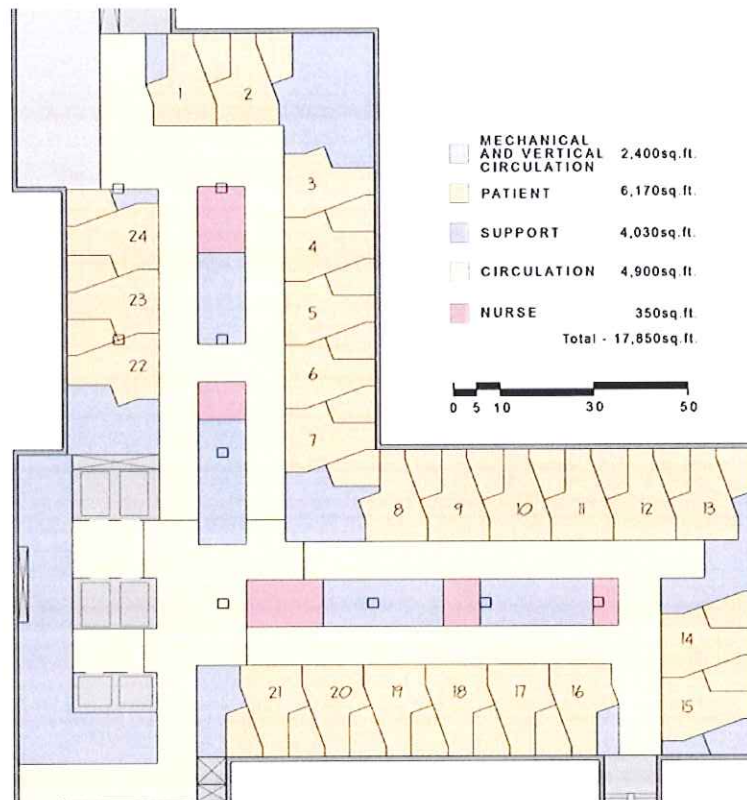 1 2
MECHANICAL
AND VERTICAL 2,400sq.ft.
CIRCULATION
3
PATIENT 6,170sq.ft.
24
4
SUPPORT 4,030sq.ft.
CIRCULATION 4,900sq.ft.
23
5
NURSE 350sq.ft.
Total - 17,850sq.ft.
22
6
0 5 10 30 50
7
8 9 10 11 12 13
14
21 20 19 18 17 16
15